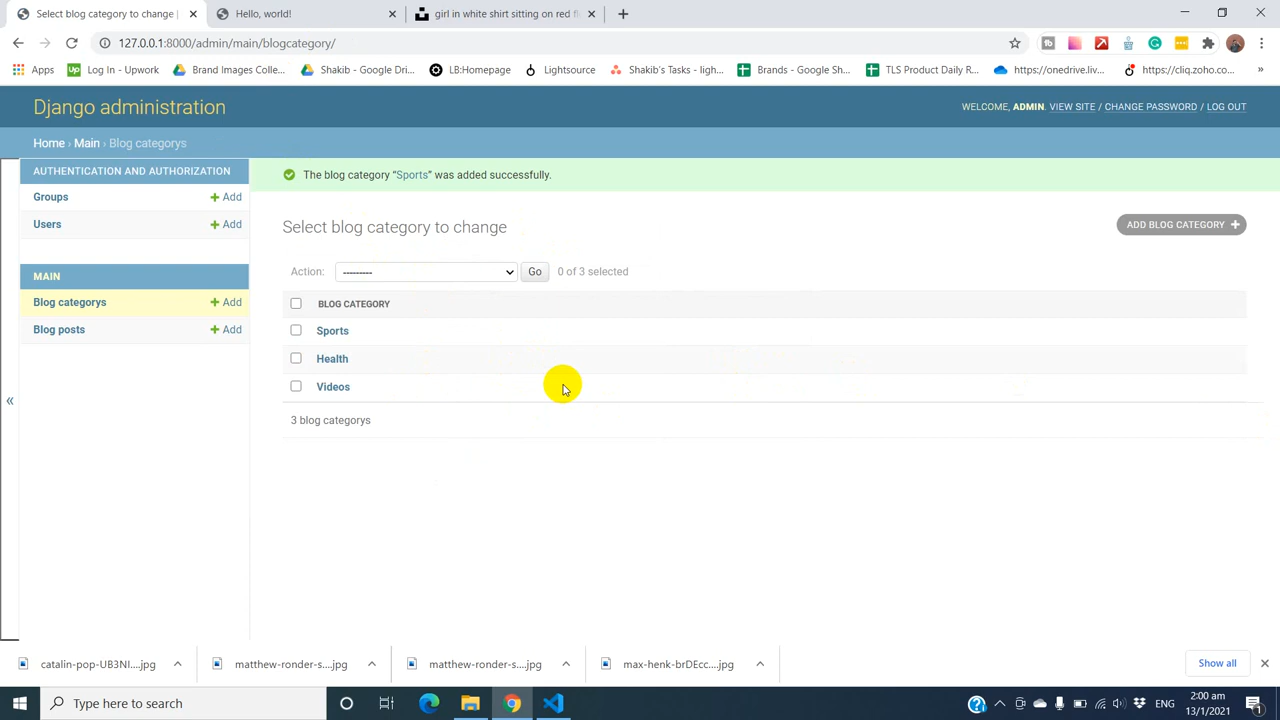 Select blog category to change |
Hello, world!
girl in white shirt sitting on red fl
127.0.0.1:8000/admin/main/blogcategory/
Apps
Log In - Upwork
Brand Images Colle...
Shakib - Google Dri...
LB:Homepage
Lightsource
Shakib's Tasks - ligh...
Brands - Google Sh...
TLS Product Daily R...
https://onedrive.liv...
https://cliq.zoho.co...
»
Django administration
WELCOME, ADMIN. VIEW SITE / CHANGE PASSWORD / LOG OUT
Home › Main › Blog categorys
AUTHENTICATION AND AUTHORIZATION
Groups + Add
Users + Add
MAIN
Blog categorys + Add
Blog posts + Add
«
The blog category “Sports” was added successfully.
Select blog category to change
ADD BLOG CATEGORY +
Action: --------- Go 0 of 3 selected
BLOG CATEGORY
Sports
Health
Videos
3 blog categorys
catalin-pop-UB3NI....jpg
matthew-ronder-s....jpg
matthew-ronder-s....jpg
max-henk-brDEcc....jpg
Show all
Type here to search
ENG
2:00 am
13/1/2021